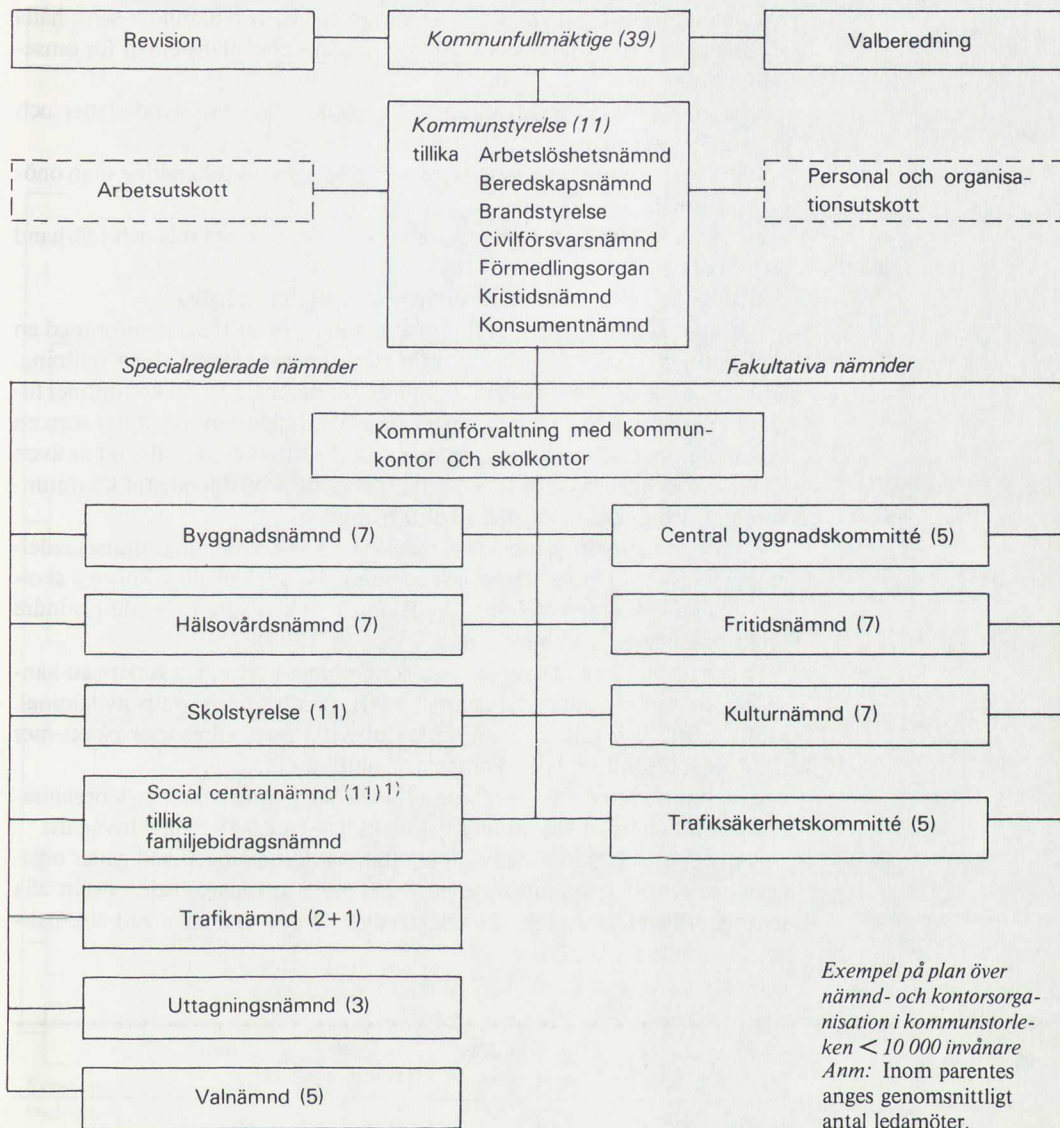 Revision
Kommunfullmäktige (39)
Valberedning
Kommunstyrelse (11)
tillika Arbetslöshetsnämnd
Beredskapsnämnd
Brandstyrelse
Civilförsvarsnämnd
Förmedlingsorgan
Kristidsnämnd
Konsumentnämnd
Arbetsutskott
Personal och organisa-
tionsutskott
Specialreglerade nämnder
Fakultativa nämnder
Kommunförvaltning med kommun-
kontor och skolkontor
Byggnadsnämnd (7)
Central byggnadskommitté (5)
Hälsovårdsnämnd (7)
Fritidsnämnd (7)
Skolstyrelse (11)
Kulturnämnd (7)
Social centralnämnd (11)1)
tillika
familjebidragsnämnd
Trafiksäkerhetskommitté (5)
Trafiknämnd (2+1)
Uttagningsnämnd (3)
Valnämnd (5)
Exempel på plan över
nämnd- och kontorsorga-
nisation i kommunstorle-
ken < 10 000 invånare
Anm: Inom parentes
anges genomsnittligt
antal ledamöter.